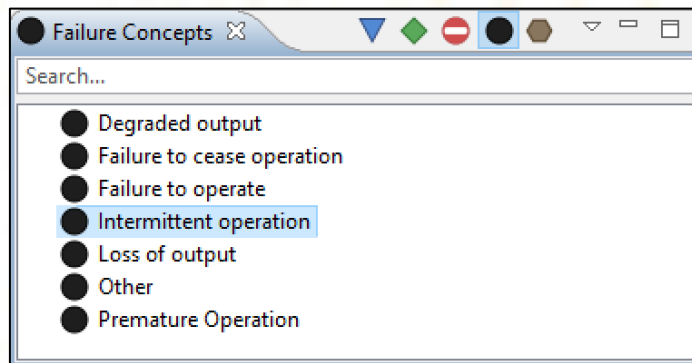 Failure Concepts
Search...
Degraded output
Failure to cease operation
Failure to operate
Intermittent operation
Loss of output
Other
Premature Operation